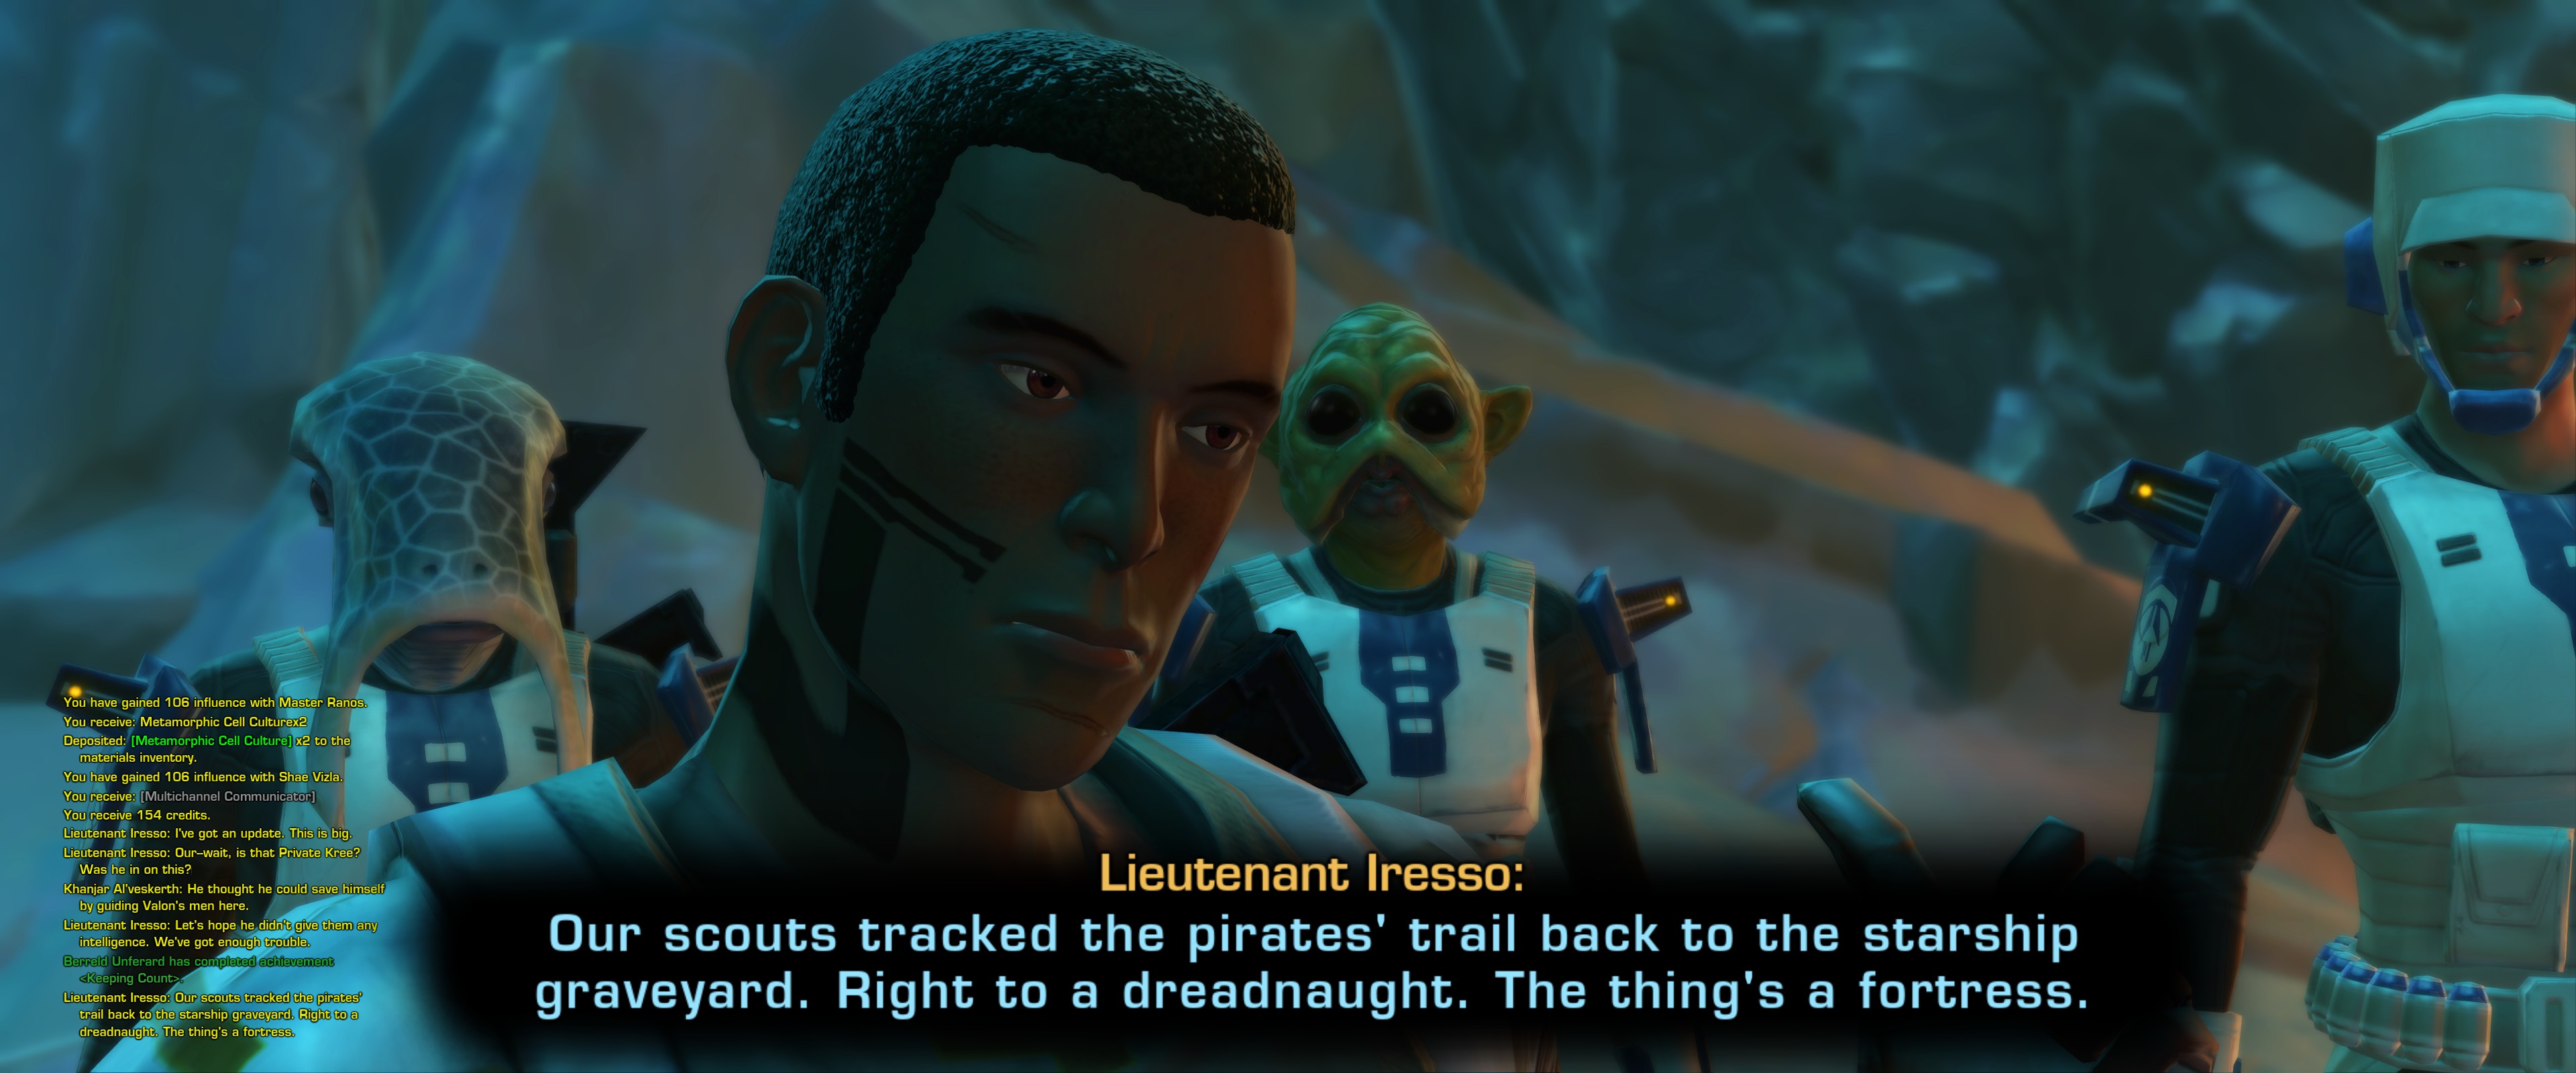 You have gained 106 influence with Master Ranos.
You receive: Metamorphic Cell Culturex2
Deposited: [Metamorphic Cell Culture] x2 to the
materials inventory.
You have gained 106 influence with Shae Vizla.
You receive: [Multichannel Communicator]
You receive 154 credits.
Lieutenant Iresso: I've got an update. This is big.
Lieutenant Iresso: Our–wait, is that Private Kree?
Was he in on this?
Khanjar Al'veskerth: He thought he could save himself
by guiding Valon's men here.
Lieutenant Iresso: Let's hope he didn't give them any
intelligence. We've got enough trouble.
Berreld Unferard has completed achievement
<Keeping Count>.
Lieutenant Iresso: Our scouts tracked the pirates'
trail back to the starship graveyard. Right to a
dreadnaught. The thing's a fortress.
Lieutenant Iresso:
Our scouts tracked the pirates' trail back to the starship
graveyard. Right to a dreadnaught. The thing's a fortress.